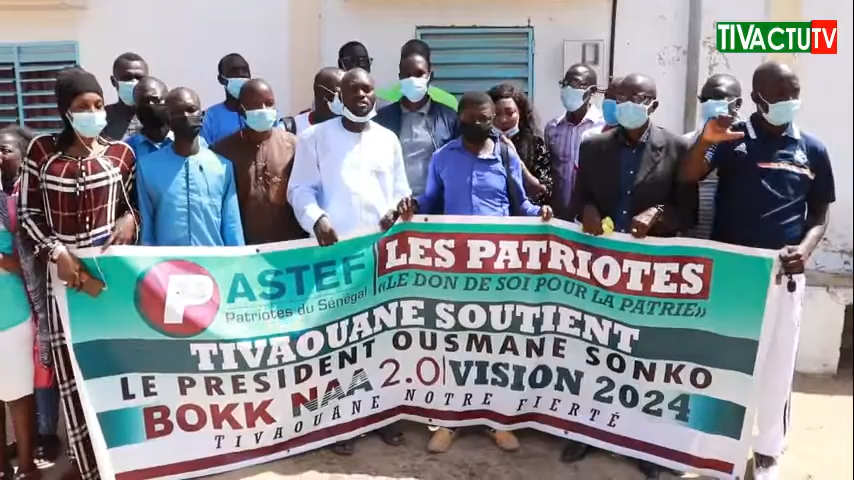 TIVACTUTV
PASTEF
Patriotes du Sénégal
LES PATRIOTES
«LE DON DE SOI POUR LA PATRIE»
TIVAOUANE SOUTIENT
LE PRESIDENT OUSMANE SONKO
BOKK NAA 2.0 VISION 2024
TIVAOUANE NOTRE FIERTÉ